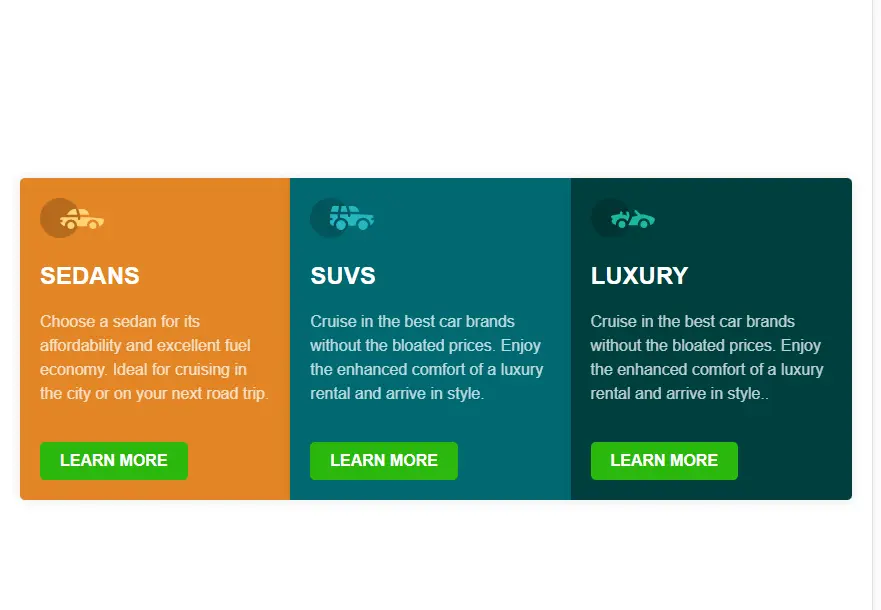 SEDANS
Choose a sedan for its
affordability and excellent fuel
economy. Ideal for cruising in
the city or on your next road trip.
LEARN MORE
SUVS
Cruise in the best car brands
without the bloated prices. Enjoy
the enhanced comfort of a luxury
rental and arrive in style.
LEARN MORE
LUXURY
Cruise in the best car brands
without the bloated prices. Enjoy
the enhanced comfort of a luxury
rental and arrive in style..
LEARN MORE